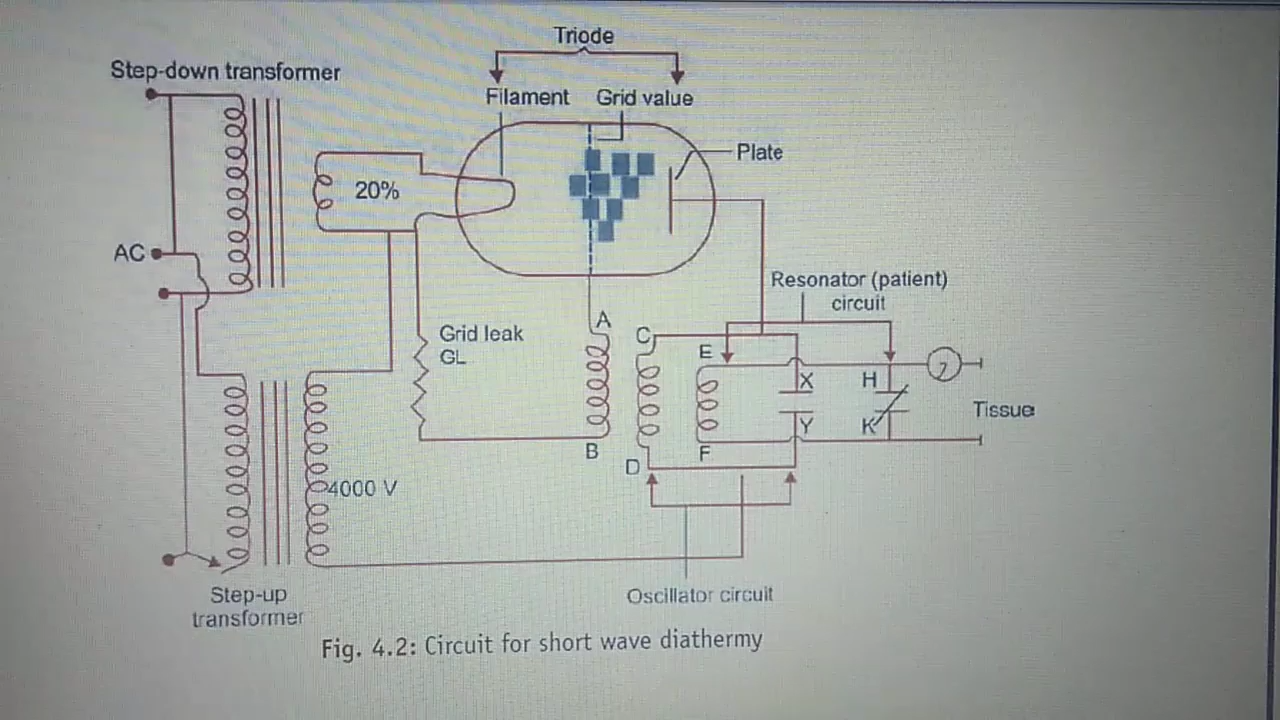 Triode
Step-down transformer
Filament
Grid value
Plate
20%
AC
Resonator (patient)
circuit
Grid leak
GL
A
C
E
X
H
Tissue
B
D
F
Y
K
4000 V
Oscillator circuit
Step-up
transformer
Fig. 4.2: Circuit for short wave diathermy